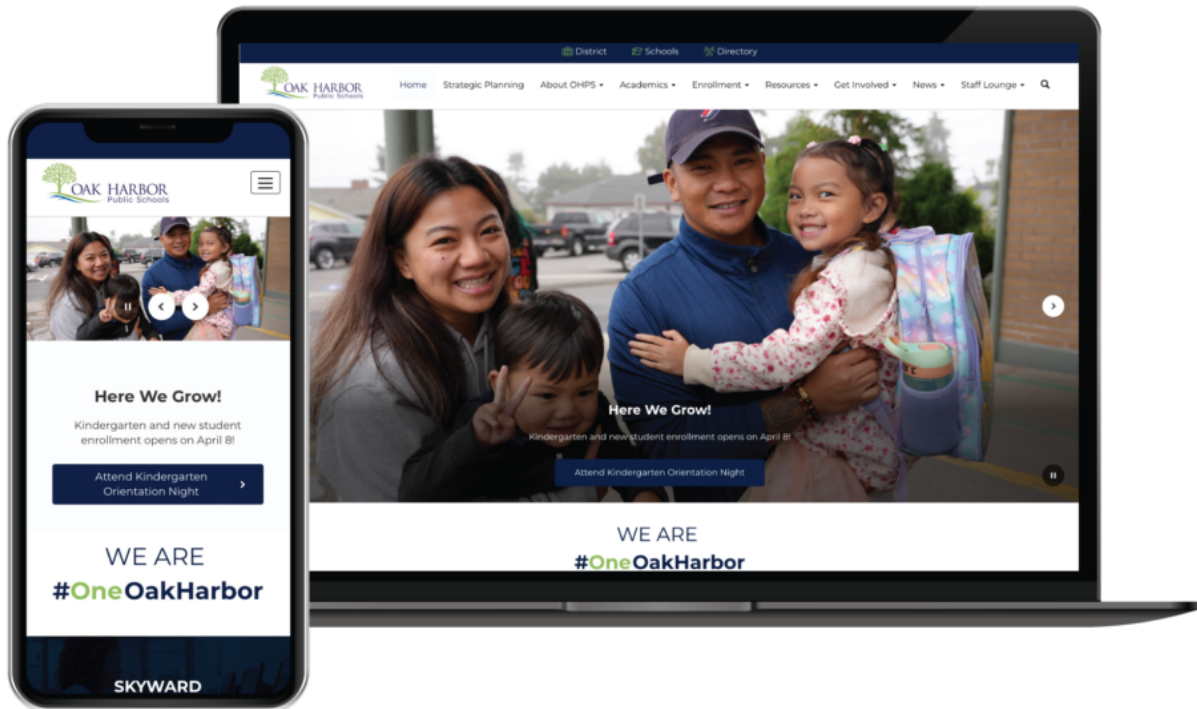 District Schools Directory
OAK HARBOR
Public Schools
Home Strategic Planning About OHPS Academics Enrollment Resources Get Involved News Staff Lounge
Here We Grow!
Kindergarten and new student enrollment opens on April 8!
Attend Kindergarten Orientation Night
WE ARE
#OneOakHarbor
OAK HARBOR
Public Schools
Here We Grow!
Kindergarten and new student
enrollment opens on April 8!
Attend Kindergarten
Orientation Night
WE ARE
#OneOakHarbor
SKYWARD